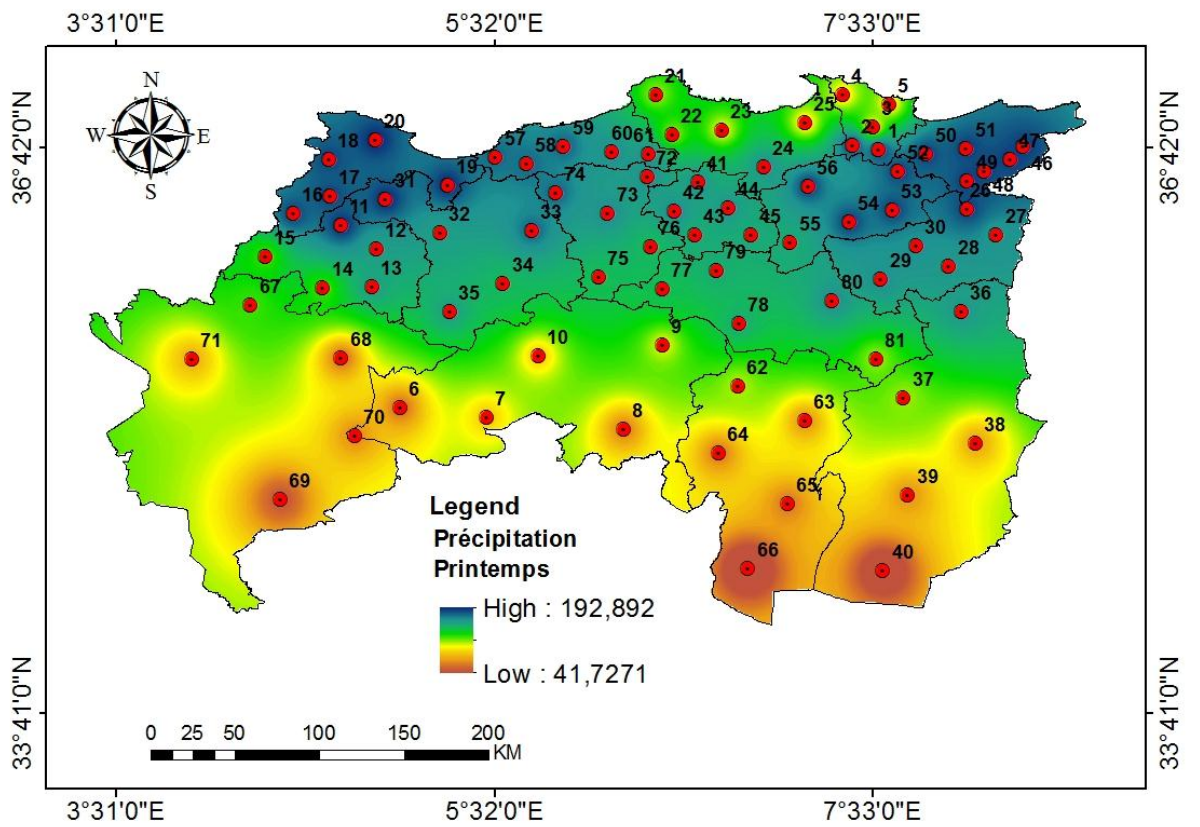 3°31'0"E 5°32'0"E 7°33'0"E
36°42'0"N 36°42'0"N
33°41'0"N 33°41'0"N
N
W E
S
21 4 5
20 22 23 25 3
18 57 58 59 60 61 2 1 50 51 47
19 74 72 41 24 56 52 49 46
16 17 31 73 42 44 53 26 48
11 32 33 76 43 45 55 54 30 27
15 12 75 79 28
14 13 34 77 29
67 35 78 80 36
71 68 10 9 81
6 7 62 37
70 8 64 63 38
69 65 39
66 40
Legend
Précipitation
Printemps
High : 192,892
Low : 41,7271
0 25 50 100 150 200
KM
3°31'0"E 5°32'0"E 7°33'0"E